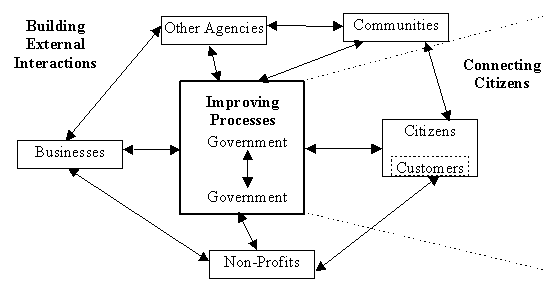 Building
External
Interactions
Other Agencies
Communities
Connecting
Citizens
Improving
Processes
Government
Government
Businesses
Citizens
Customers
Non-Profits